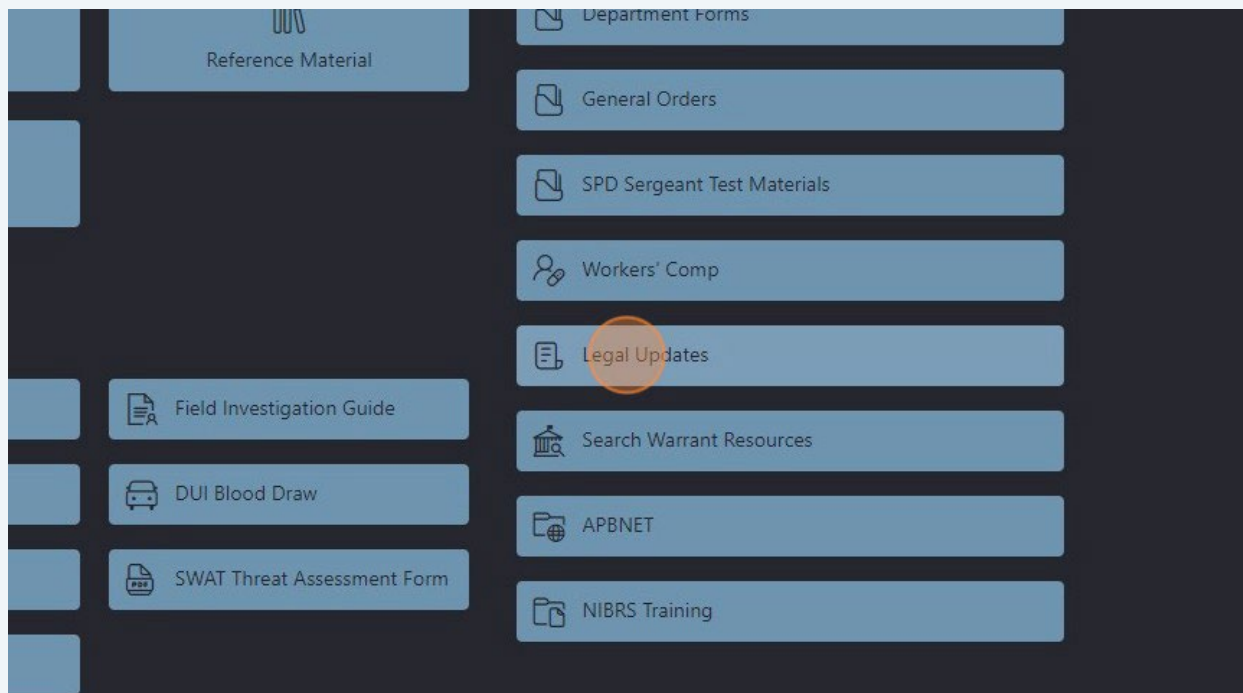 Reference Material
Department Forms
General Orders
SPD Sergeant Test Materials
Workers' Comp
Legal Updates
Search Warrant Resources
APBNET
NIBRS Training
Field Investigation Guide
DUI Blood Draw
PDF
SWAT Threat Assessment Form